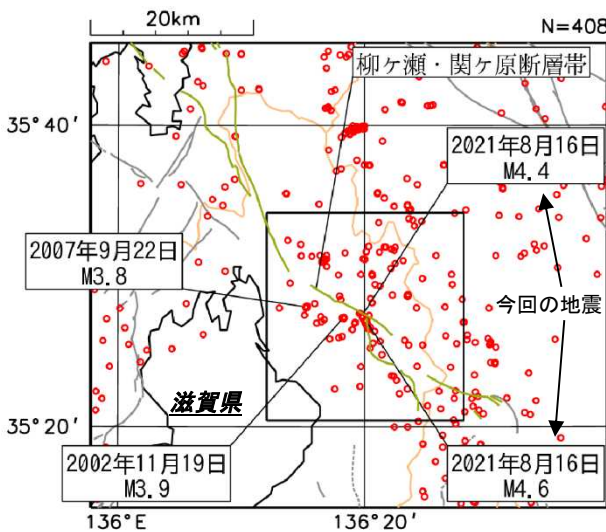 20km
N=408
柳ヶ瀬・関ヶ原断層帯
35°40′
2021年8月16日
M4.4
2007年9月22日
M3.8
今回の地震
滋賀県
35°20′
2002年11月19日
M3.9
2021年8月16日
M4.6
136°E
136°20′